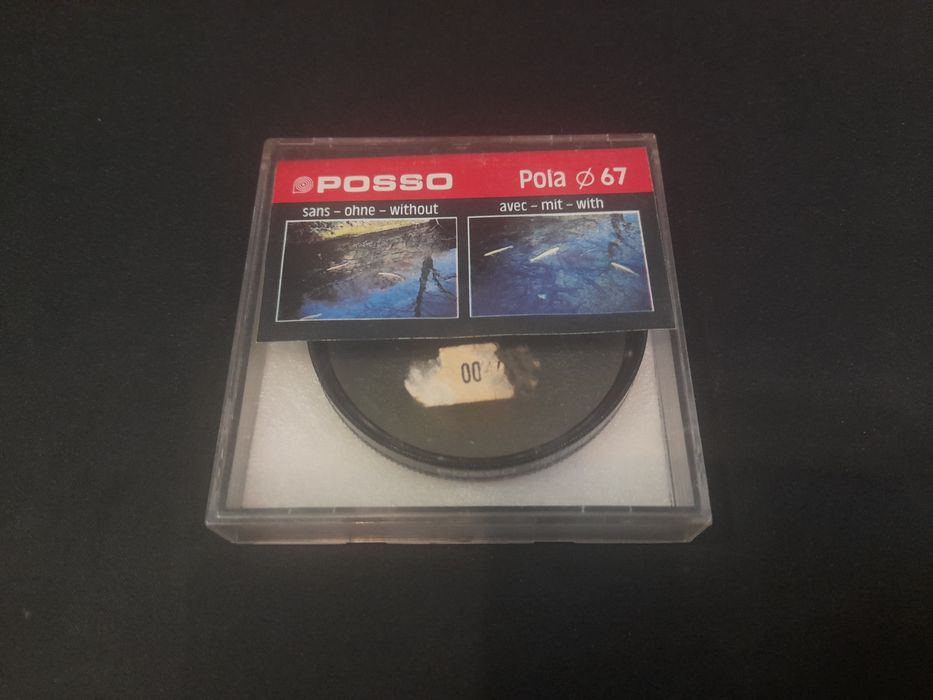 POSSO
Pola ⌀ 67
sans – ohne – without
avec – mit – with